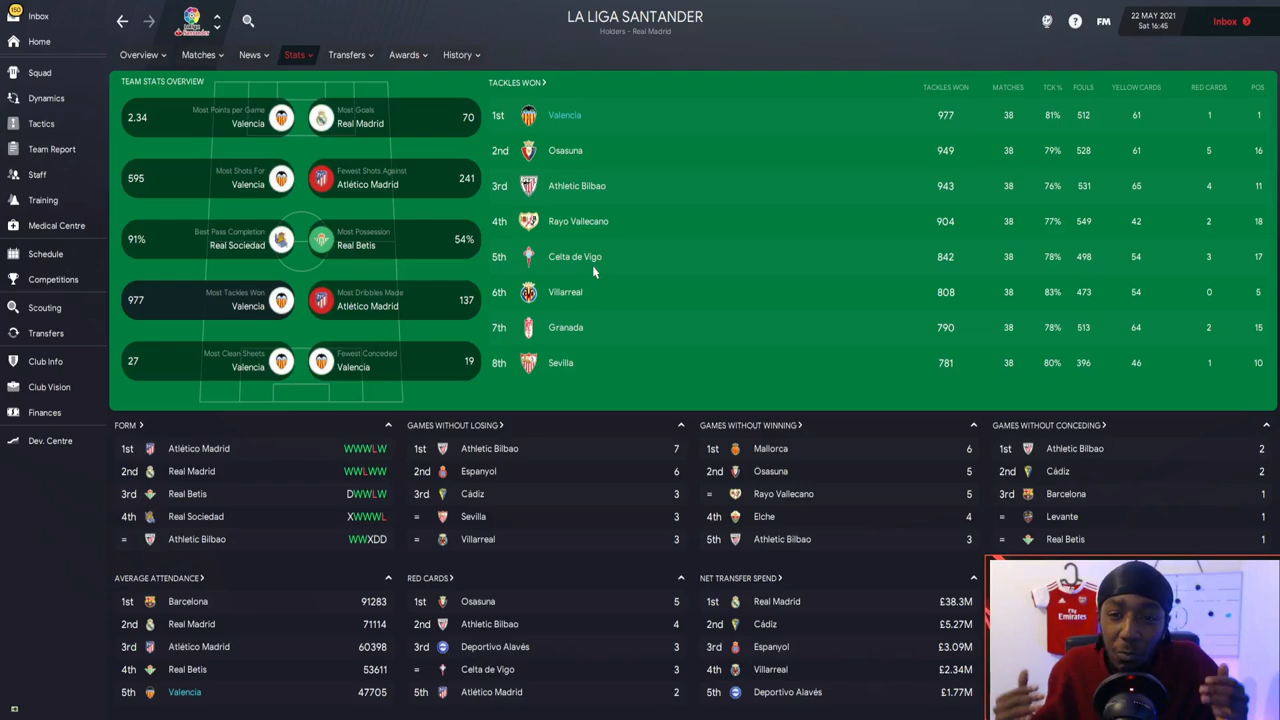 150
Inbox
Home
Squad
Dynamics
Tactics
Team Report
Staff
Training
Medical Centre
Schedule
Competitions
Scouting
Transfers
Club Info
Club Vision
Finances
Dev. Centre
LA LIGA SANTANDER
Holders - Real Madrid
FM
22 MAY 2021
Sat 16:45
Inbox
Overview Matches News Stats Transfers Awards History
TEAM STATS OVERVIEW
2.34 Most Points per Game Valencia
Most Goals Real Madrid 70
595 Most Shots For Valencia
Fewest Shots Against Atlético Madrid 241
91% Best Pass Completion Real Sociedad
Most Possession Real Betis 54%
977 Most Tackles Won Valencia
Most Dribbles Made Atlético Madrid 137
27 Most Clean Sheets Valencia
Fewest Conceded Valencia 19
TACKLES WON TACKLES WON MATCHES TCK % FOULS YELLOW CARDS RED CARDS POS
1st Valencia 977 38 81% 512 61 1 1
2nd Osasuna 949 38 79% 528 61 5 16
3rd Athletic Bilbao 943 38 76% 531 65 4 11
4th Rayo Vallecano 904 38 77% 549 42 2 18
5th Celta de Vigo 842 38 78% 498 54 3 17
6th Villarreal 808 38 83% 473 54 0 5
7th Granada 790 38 78% 513 64 2 15
8th Sevilla 781 38 80% 396 46 1 10
FORM
1st Atlético Madrid WWWLW
2nd Real Madrid WWLWW
3rd Real Betis DWWLW
4th Real Sociedad XWWWL
= Athletic Bilbao WWXDD
GAMES WITHOUT LOSING
1st Athletic Bilbao 7
2nd Espanyol 6
3rd Cádiz 3
= Sevilla 3
= Villarreal 3
GAMES WITHOUT WINNING
1st Mallorca 6
2nd Osasuna 5
= Rayo Vallecano 5
4th Elche 4
5th Athletic Bilbao 3
GAMES WITHOUT CONCEDING
1st Athletic Bilbao 2
2nd Cádiz 2
3rd Barcelona 1
= Levante 1
= Real Betis 1
AVERAGE ATTENDANCE
1st Barcelona 91283
2nd Real Madrid 71114
3rd Atlético Madrid 60398
4th Real Betis 53611
5th Valencia 47705
RED CARDS
1st Osasuna 5
2nd Athletic Bilbao 4
3rd Deportivo Alavés 3
= Celta de Vigo 3
5th Atlético Madrid 2
NET TRANSFER SPEND
1st Real Madrid £38.3M
2nd Cádiz £5.27M
3rd Espanyol £3.09M
4th Villarreal £2.34M
5th Deportivo Alavés £1.77M
Fly
Emirates